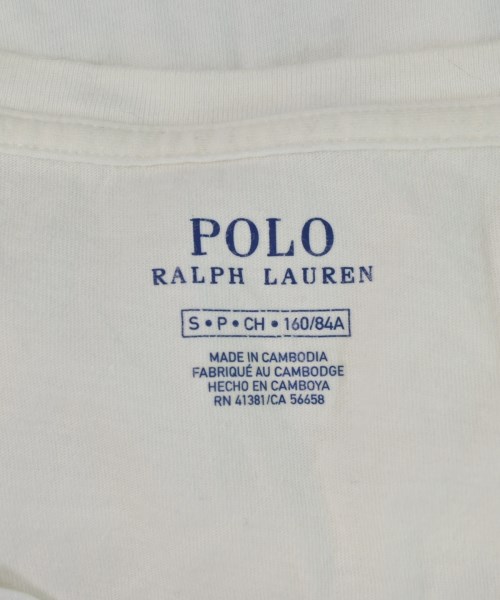 POLO
RALPH LAUREN
S • P • CH • 160/84A
MADE IN CAMBODIA
FABRIQUÉ AU CAMBODGE
HECHO EN CAMBOYA
RN 41381/CA 56658